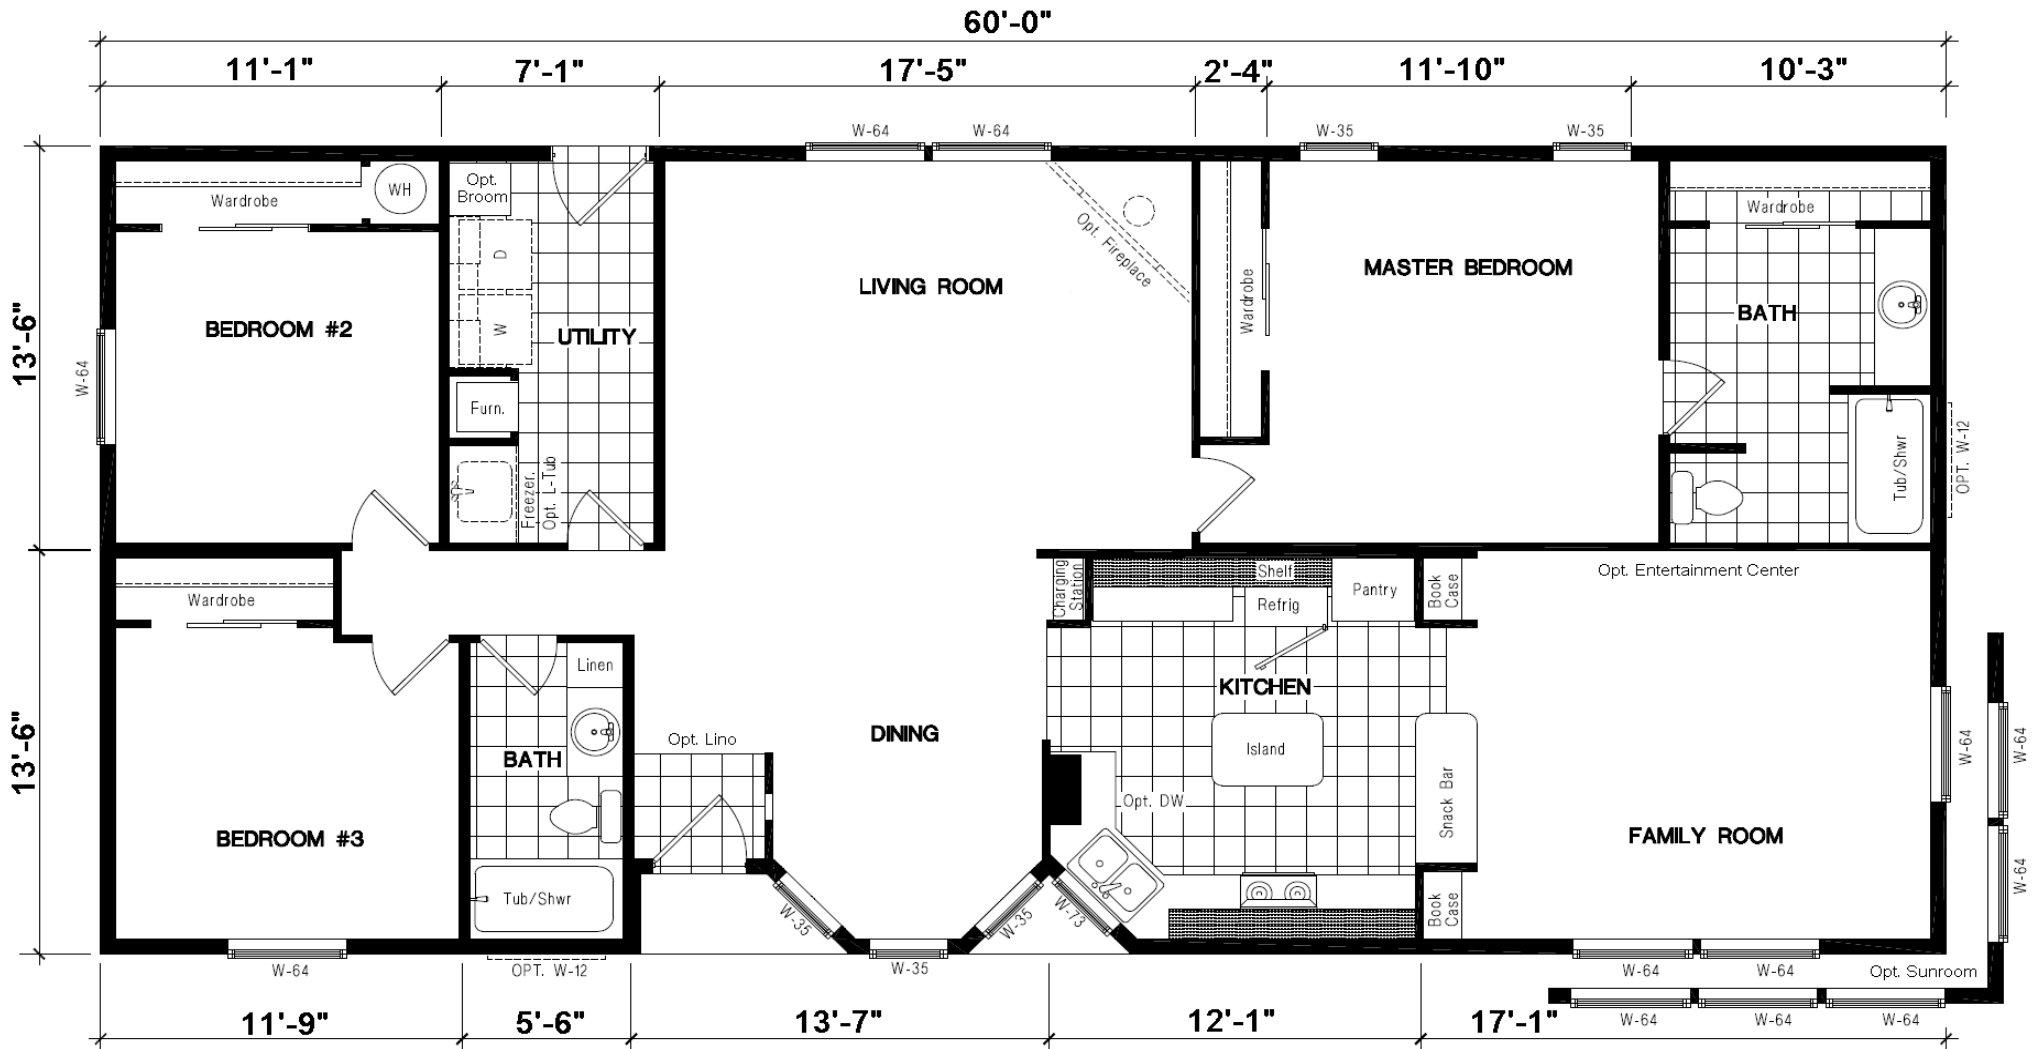 60'-0"
11'-1"
7'-1"
17'-5"
2'-4"
11'-10"
10'-3"
W-64
W-64
W-35
W-35
13'-6"
Wardrobe
WH
Opt.
Broom
D
W
UTILITY
Furn.
Freezer.
Opt. L-Tub
BEDROOM #2
W-64
LIVING ROOM
Opt. Fireplace
Wardrobe
MASTER BEDROOM
Wardrobe
BATH
Tub/Shwr
OPT. W-12
13'-6"
Wardrobe
BEDROOM #3
W-64
Linen
BATH
Tub/Shwr
OPT. W-12
Opt. Lino
DINING
W-35
W-35
W-35
W-73
Charging
Station
Shelf
Refrig
Pantry
Book
Case
KITCHEN
Island
Opt. DW
Snack Bar
Book
Case
Opt. Entertainment Center
FAMILY ROOM
W-64
W-64
W-64
W-64
W-64
Opt. Sunroom
W-64
W-64
W-64
11'-9"
5'-6"
13'-7"
12'-1"
17'-1"